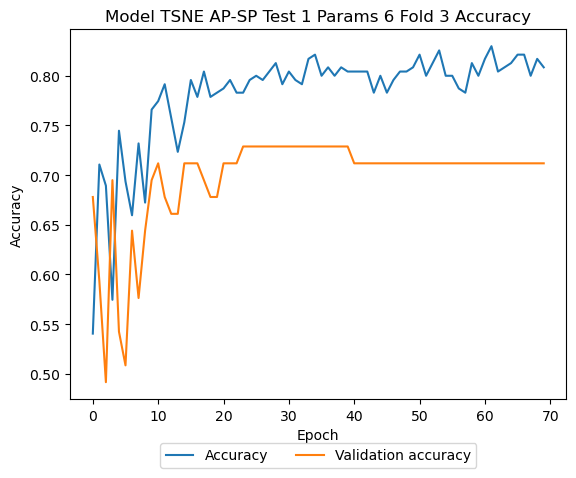 Model TSNE AP-SP Test 1 Params 6 Fold 3 Accuracy
Accuracy
0.80
0.75
0.70
0.65
0.60
0.55
0.50
0 10 20 30 40 50 60 70
Epoch
Accuracy Validation accuracy